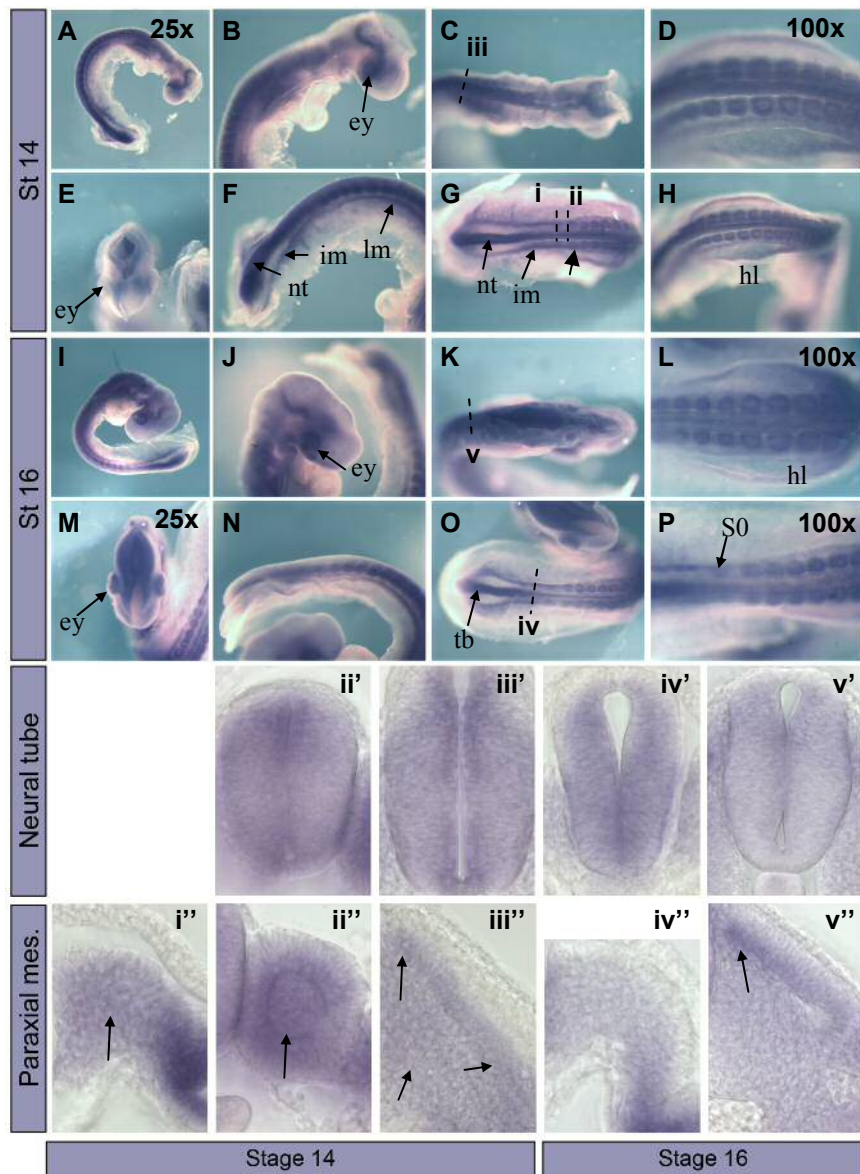 A 25x B C D 100x
iii
ey
St 14
E F G H
i ii
im lm
ey nt nt im hl
I J K L 100x
v
ey hl
St 16
M 25x N O P 100x
S0
ey tb iv
ii’ iii’ iv’ v’
Neural tube
i’’ ii’’ iii’’ iv’’ v’’
Paraxial mes.
Stage 14 Stage 16